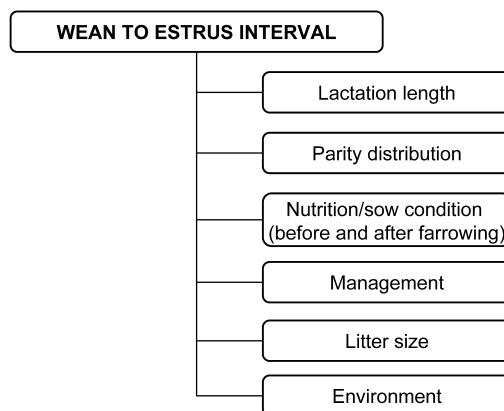 WEAN TO ESTRUS INTERVAL
Lactation length
Parity distribution
Nutrition/sow condition
(before and after farrowing)
Management
Litter size
Environment